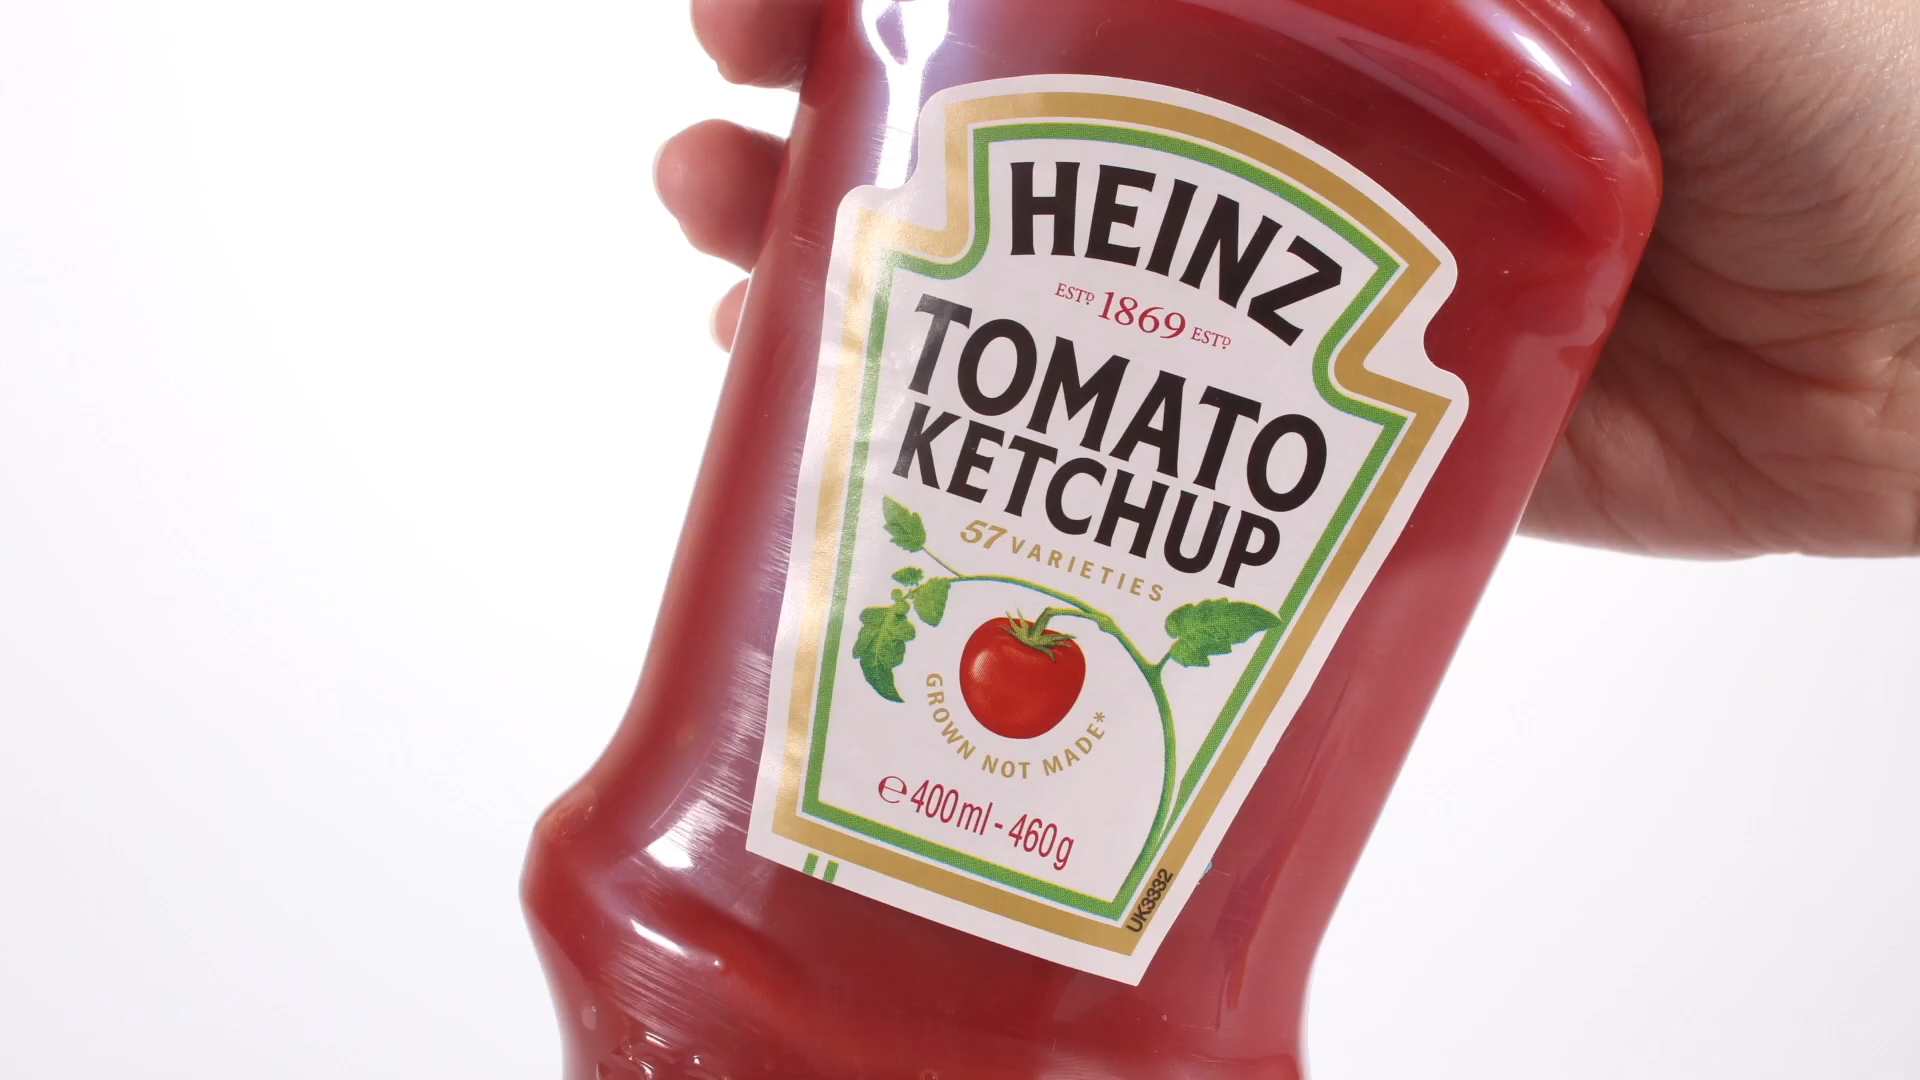 HEINZ
ESTD 1869 ESTD
TOMATO
KETCHUP
57 VARIETIES
GROWN NOT MADE*
℮ 400ml - 460g
UK3332